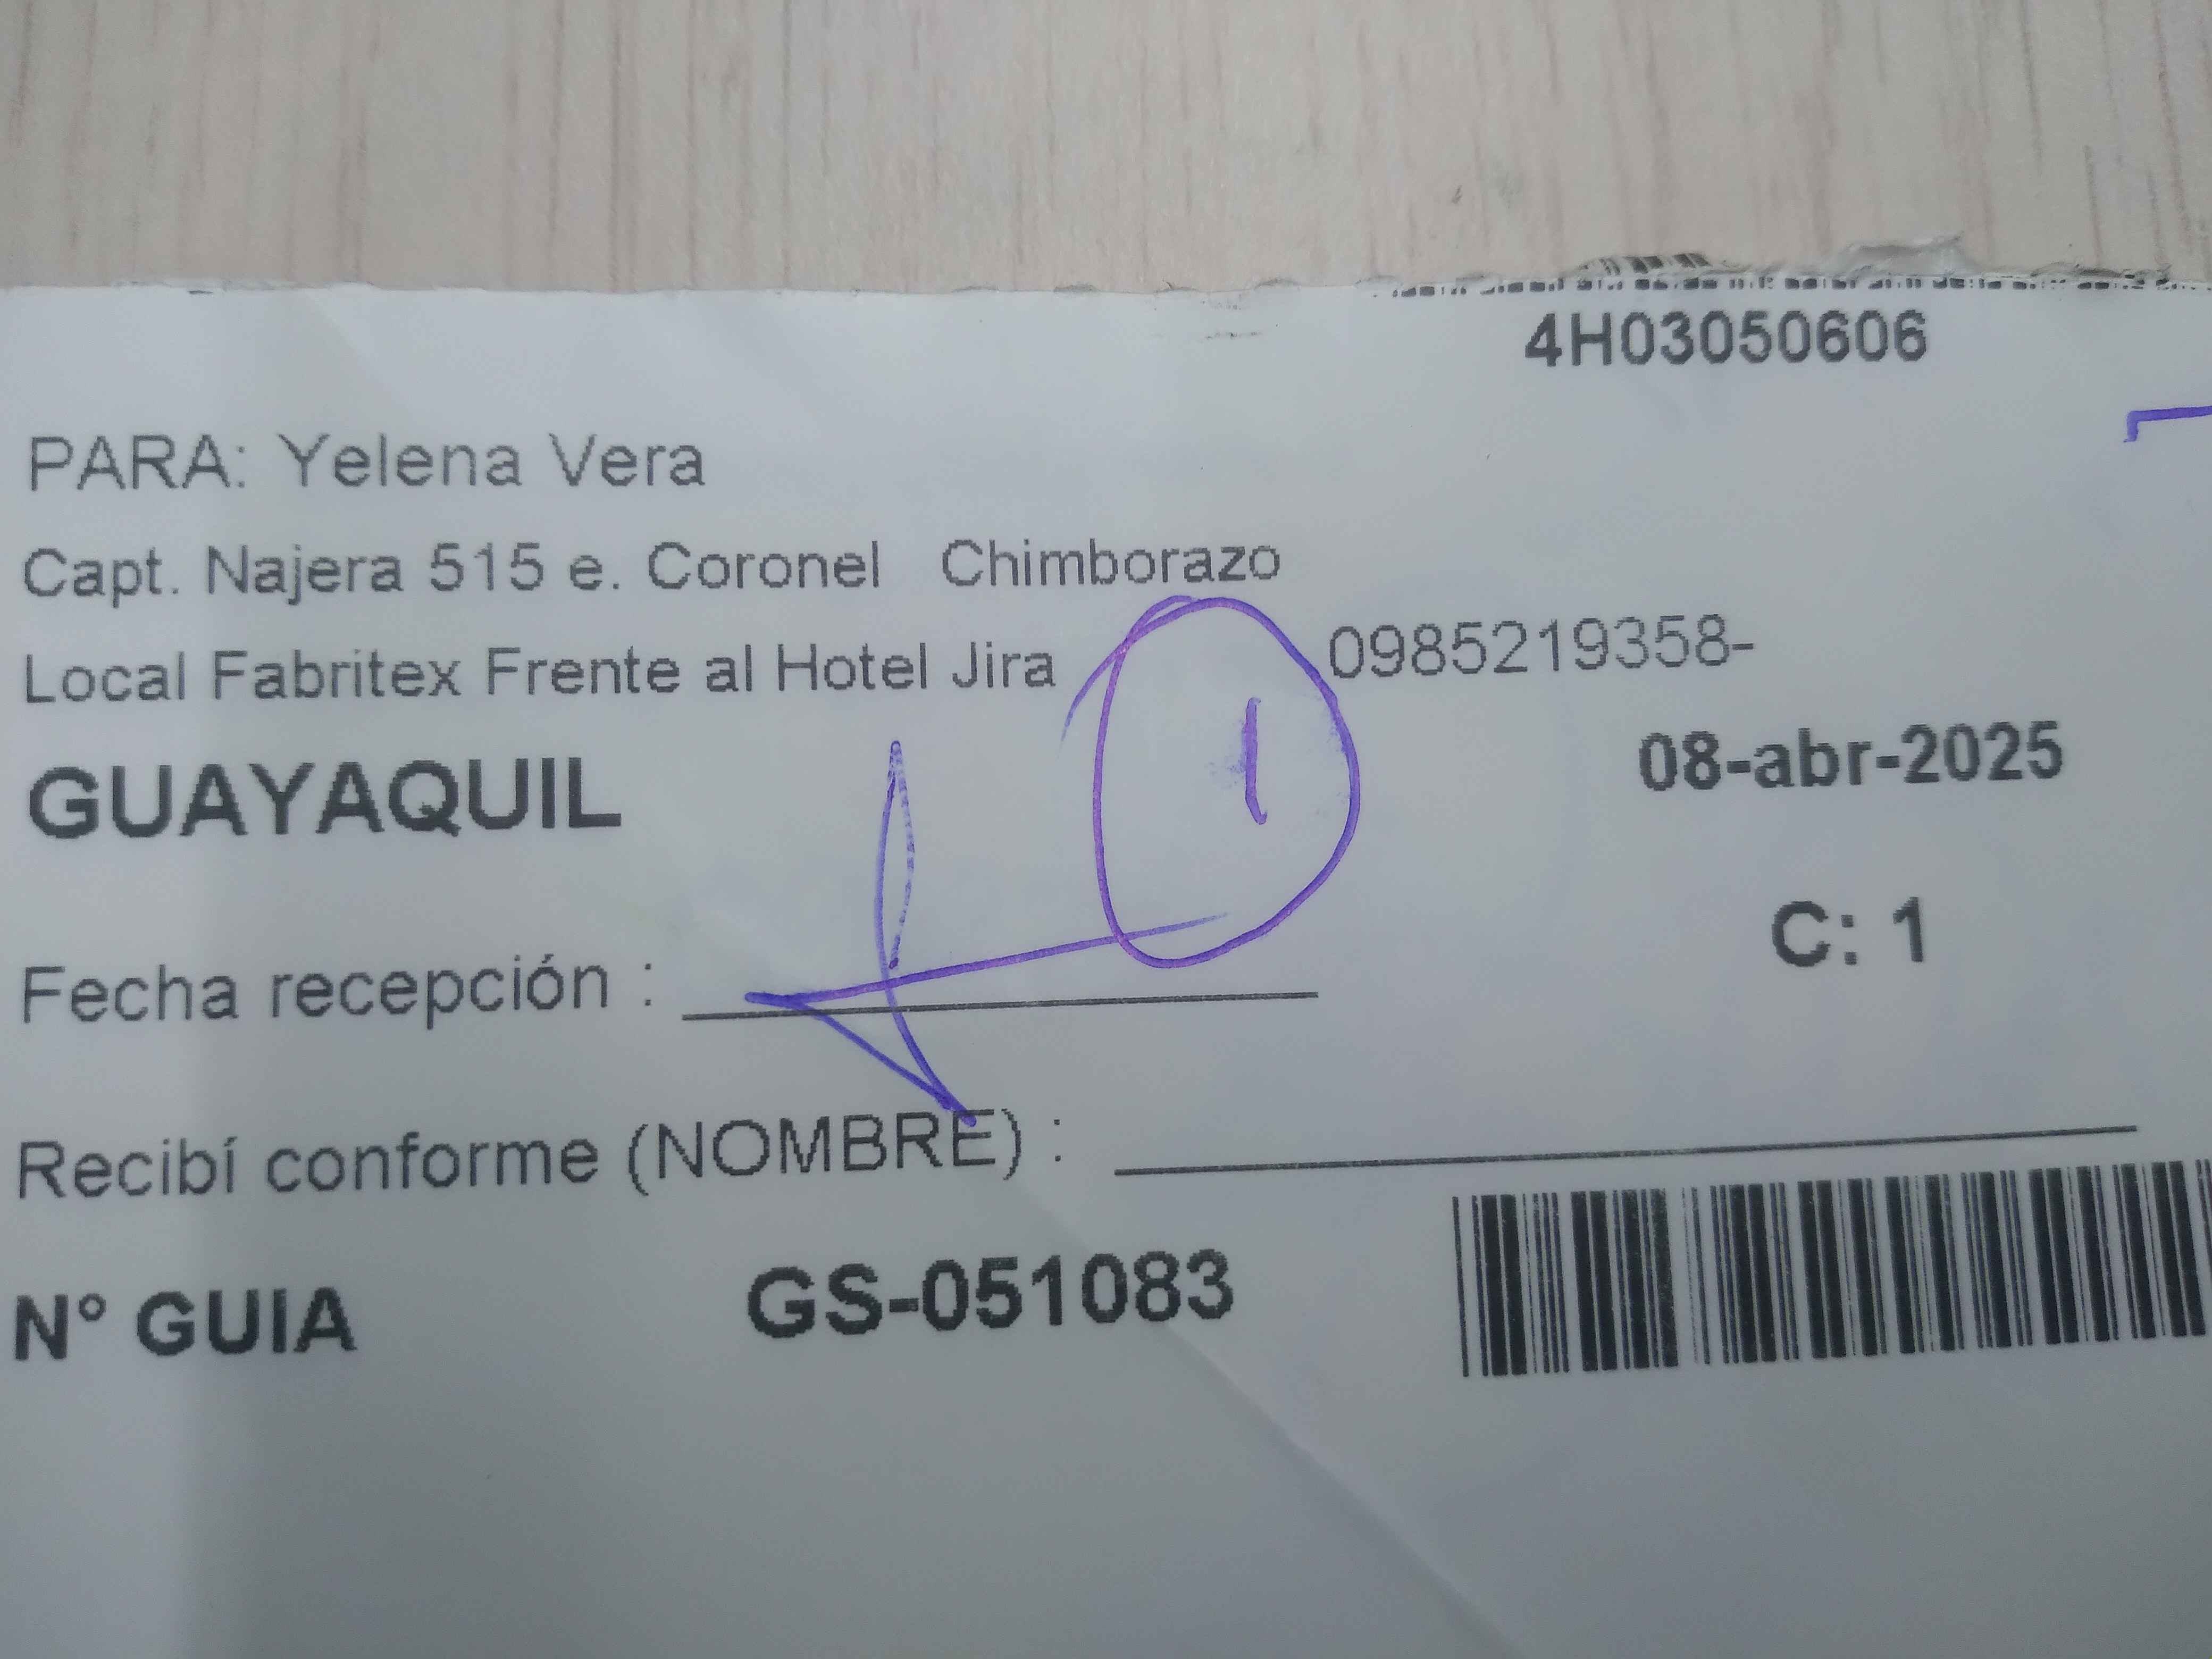 4H03050606
PARA: Yelena Vera
Capt. Najera 515 e. Coronel Chimborazo
Local Fabritex Frente al Hotel Jira 0985219358-
GUAYAQUIL 08-abr-2025
1
C: 1
Fecha recepción :
Recibí conforme (NOMBRE) :
N° GUIA GS-051083